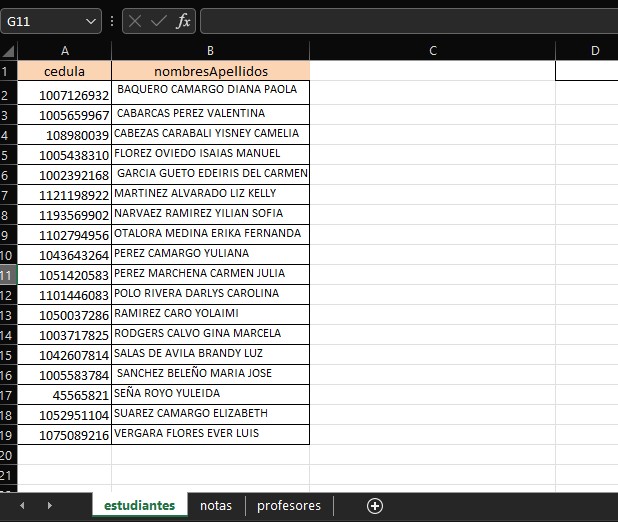 G11 fx
A B C D
1 cedula nombresApellidos
2 1007126932 BAQUERO CAMARGO DIANA PAOLA
3 1005659967 CABARCAS PEREZ VALENTINA
4 108980039 CABEZAS CARABALI YISNEY CAMELIA
5 1005438310 FLOREZ OVIEDO ISAIAS MANUEL
6 1002392168 GARCIA GUETO EDEIRIS DEL CARMEN
7 1121198922 MARTINEZ ALVARADO LIZ KELLY
8 1193569902 NARVAEZ RAMIREZ YILIAN SOFIA
9 1102794956 OTALORA MEDINA ERIKA FERNANDA
10 1043643264 PEREZ CAMARGO YULIANA
11 1051420583 PEREZ MARCHENA CARMEN JULIA
12 1101446083 POLO RIVERA DARLYS CAROLINA
13 1050037286 RAMIREZ CARO YOLAIMI
14 1003717825 RODGERS CALVO GINA MARCELA
15 1042607814 SALAS DE AVILA BRANDY LUZ
16 1005583784 SANCHEZ BELEÑO MARIA JOSE
17 45565821 SEÑA ROYO YULEIDA
18 1052951104 SUAREZ CAMARGO ELIZABETH
19 1075089216 VERGARA FLORES EVER LUIS
20
21
estudiantes notas profesores